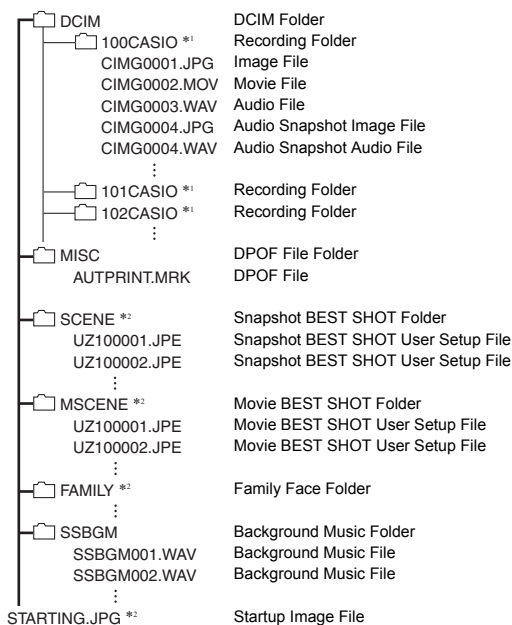 DCIM DCIM Folder
100CASIO *1 Recording Folder
CIMG0001.JPG Image File
CIMG0002.MOV Movie File
CIMG0003.WAV Audio File
CIMG0004.JPG Audio Snapshot Image File
CIMG0004.WAV Audio Snapshot Audio File
101CASIO *1 Recording Folder
102CASIO *1 Recording Folder
MISC DPOF File Folder
AUTPRINT.MRK DPOF File
SCENE *2 Snapshot BEST SHOT Folder
UZ100001.JPE Snapshot BEST SHOT User Setup File
UZ100002.JPE Snapshot BEST SHOT User Setup File
MSCENE *2 Movie BEST SHOT Folder
UZ100001.JPE Movie BEST SHOT User Setup File
UZ100002.JPE Movie BEST SHOT User Setup File
FAMILY *2 Family Face Folder
SSBGM Background Music Folder
SSBGM001.WAV Background Music File
SSBGM002.WAV Background Music File
STARTING.JPG *2 Startup Image File